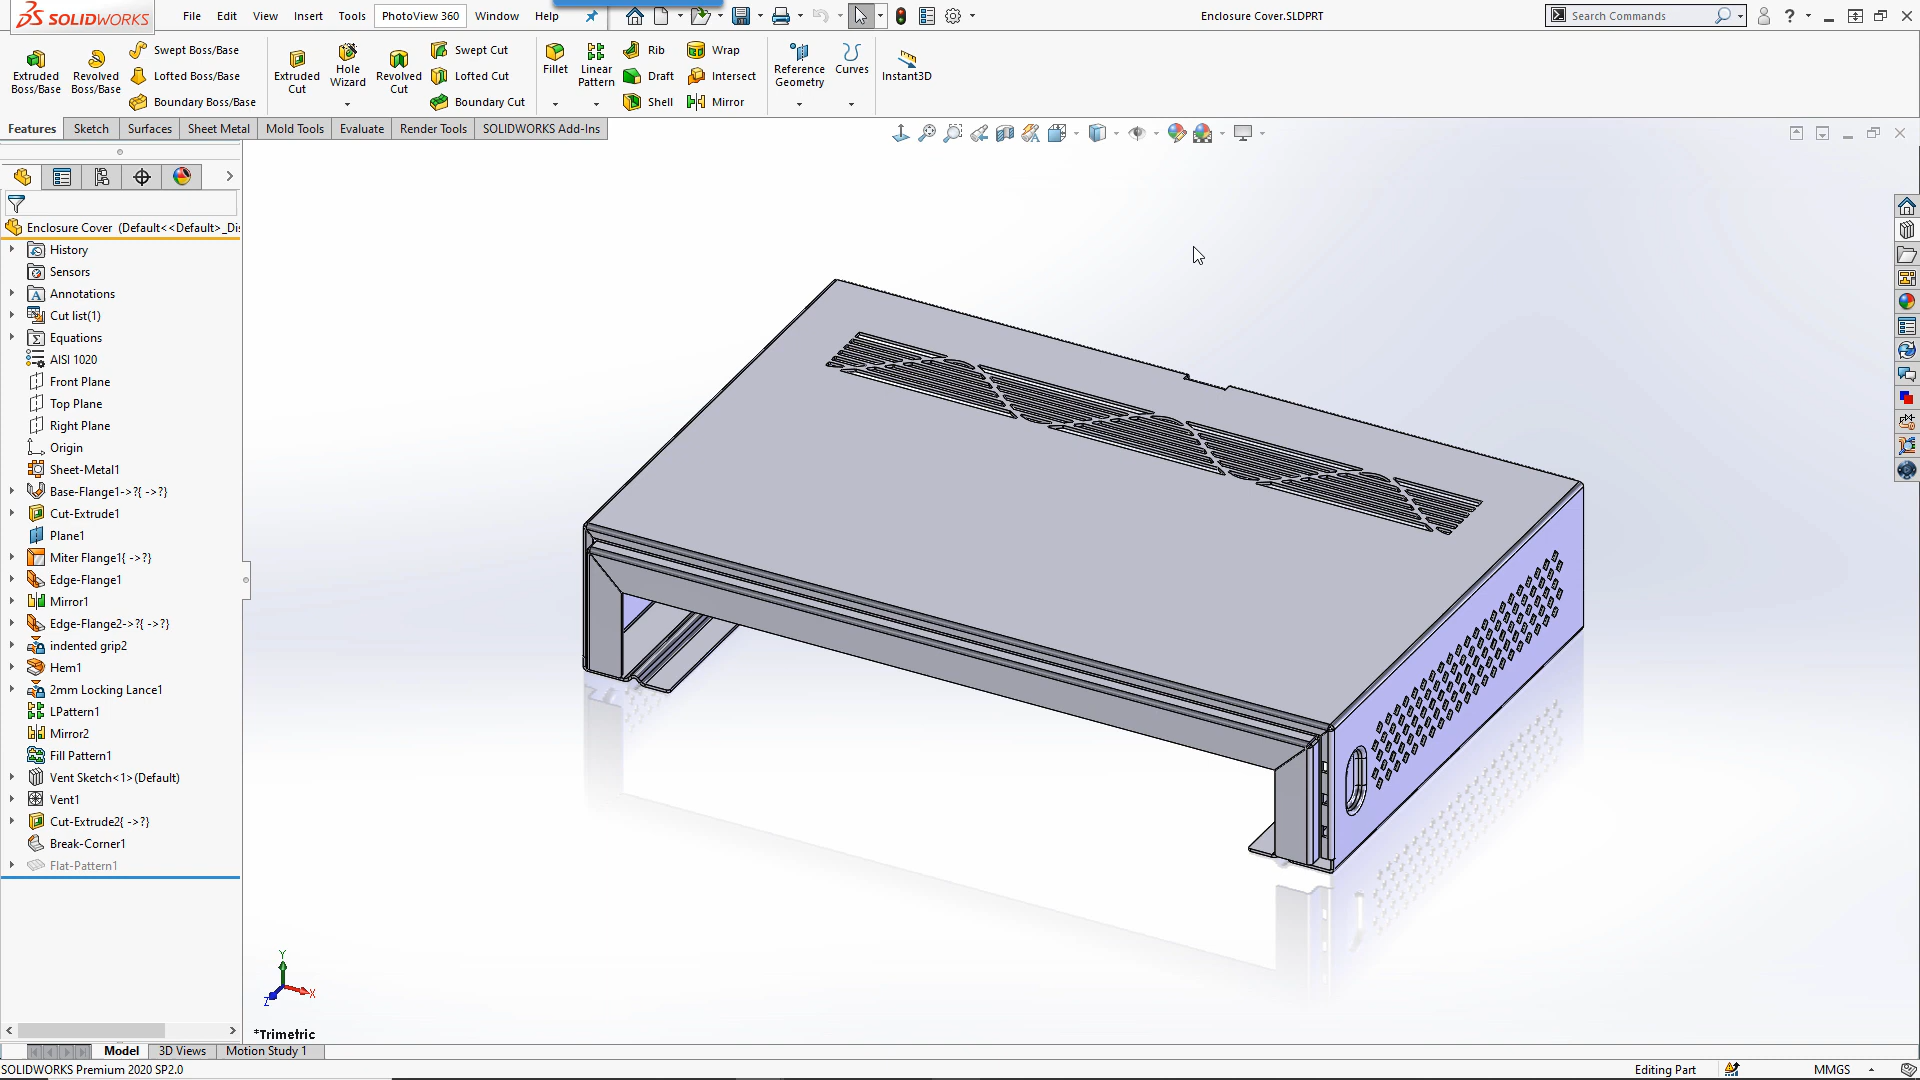 SOLIDWORKS File Edit View Insert Tools PhotoView 360 Window Help Enclosure Cover.SLDPRT Search Commands ?
Extruded Boss/Base
Revolved Boss/Base
Swept Boss/Base
Lofted Boss/Base
Boundary Boss/Base
Extruded Cut
Hole Wizard
Revolved Cut
Swept Cut
Lofted Cut
Boundary Cut
Fillet
Linear Pattern
Rib
Draft
Shell
Wrap
Intersect
Mirror
Reference Geometry
Curves
Instant3D
Features Sketch Surfaces Sheet Metal Mold Tools Evaluate Render Tools SOLIDWORKS Add-Ins
Enclosure Cover (Default<<Default>_Di
History
Sensors
Annotations
Cut list(1)
Equations
AISI 1020
Front Plane
Top Plane
Right Plane
Origin
Sheet-Metal1
Base-Flange1->?{ ->?}
Cut-Extrude1
Plane1
Miter Flange1{ ->?}
Edge-Flange1
Mirror1
Edge-Flange2->?{ ->?}
indented grip2
Hem1
2mm Locking Lance1
LPattern1
Mirror2
Fill Pattern1
Vent Sketch<1>(Default)
Vent1
Cut-Extrude2{ ->?}
Break-Corner1
Flat-Pattern1
Y
X
Z
*Trimetric
Model 3D Views Motion Study 1
SOLIDWORKS Premium 2020 SP2.0 Editing Part MMGS